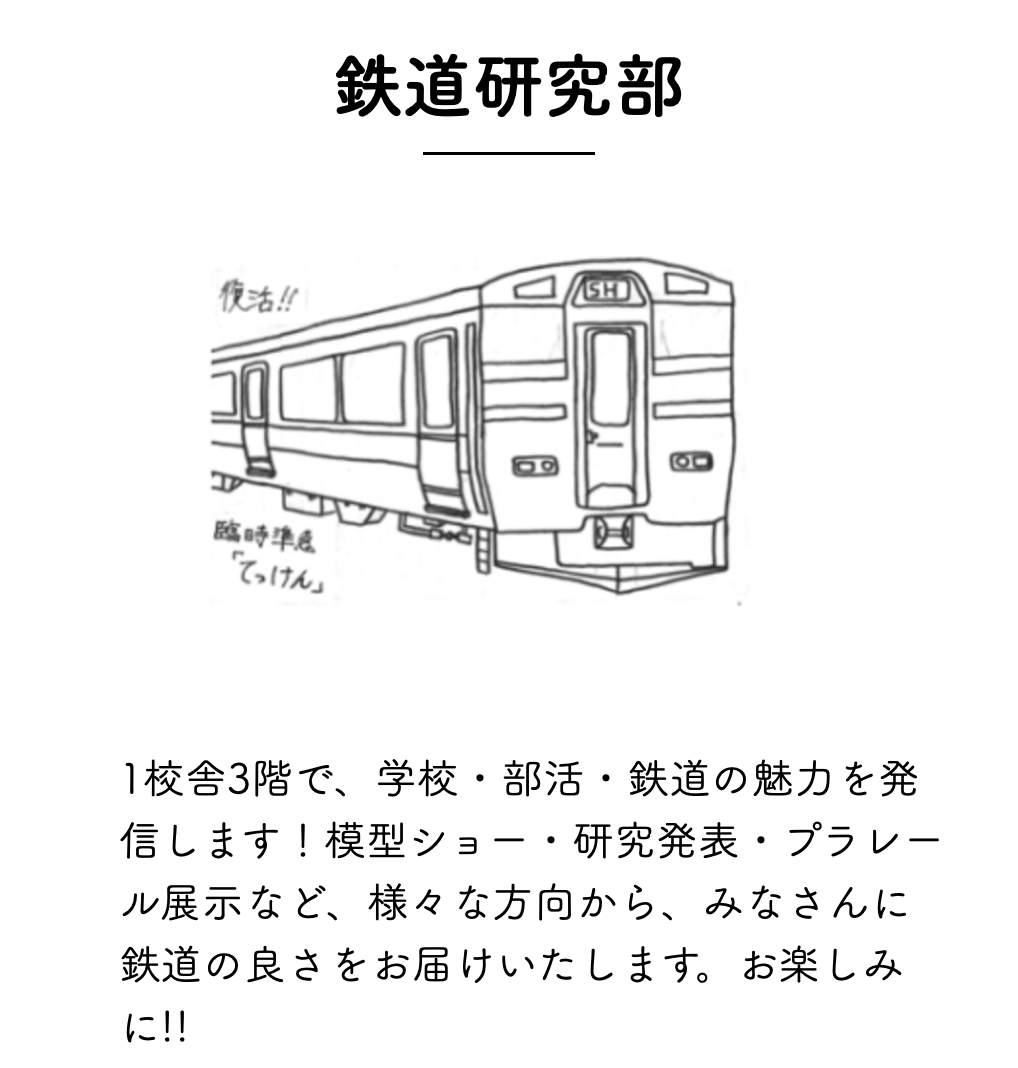 鉄道研究部
復活!!
SH
臨時準急
「てっけん」
1校舎3階で、学校・部活・鉄道の魅力を発
信します！模型ショー・研究発表・プラレー
ル展示など、様々な方向から、みなさんに
鉄道の良さをお届けいたします。お楽しみ
に!!